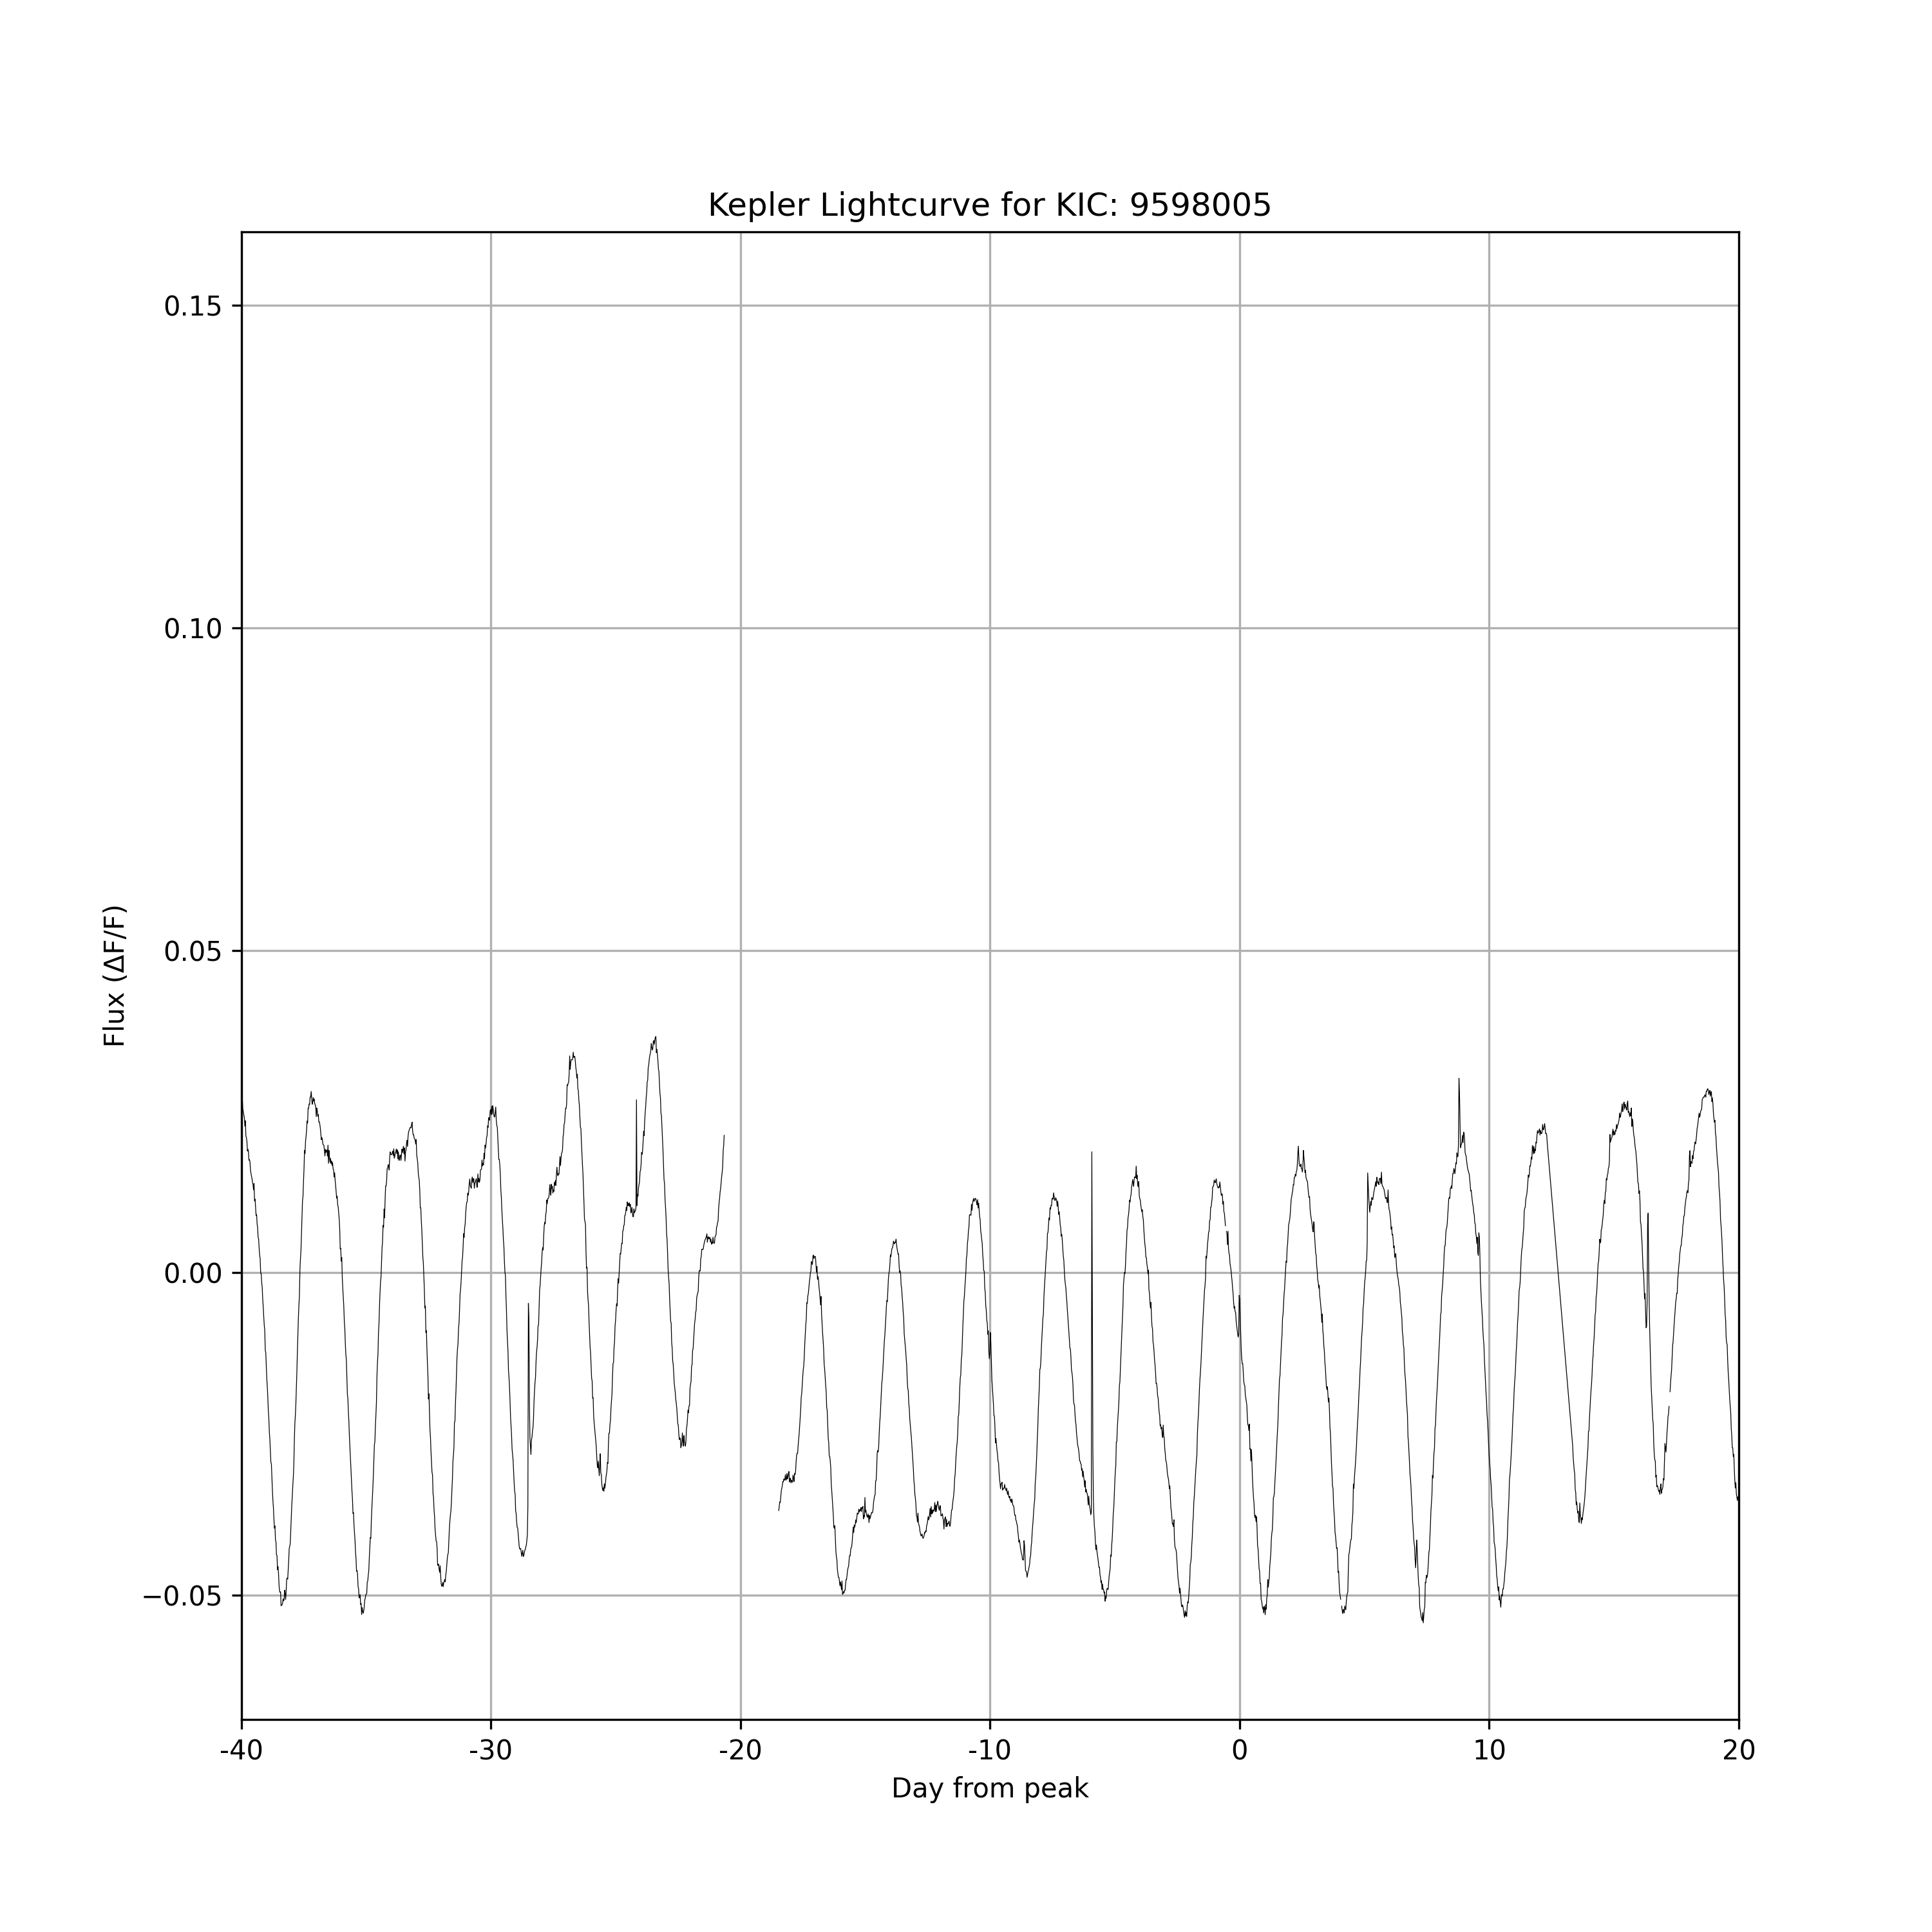 Kepler Lightcurve for KIC: 9598005
0.15
0.10
0.05
0.00
−0.05
Flux (ΔF/F)
-40 -30 -20 -10 0 10 20
Day from peak